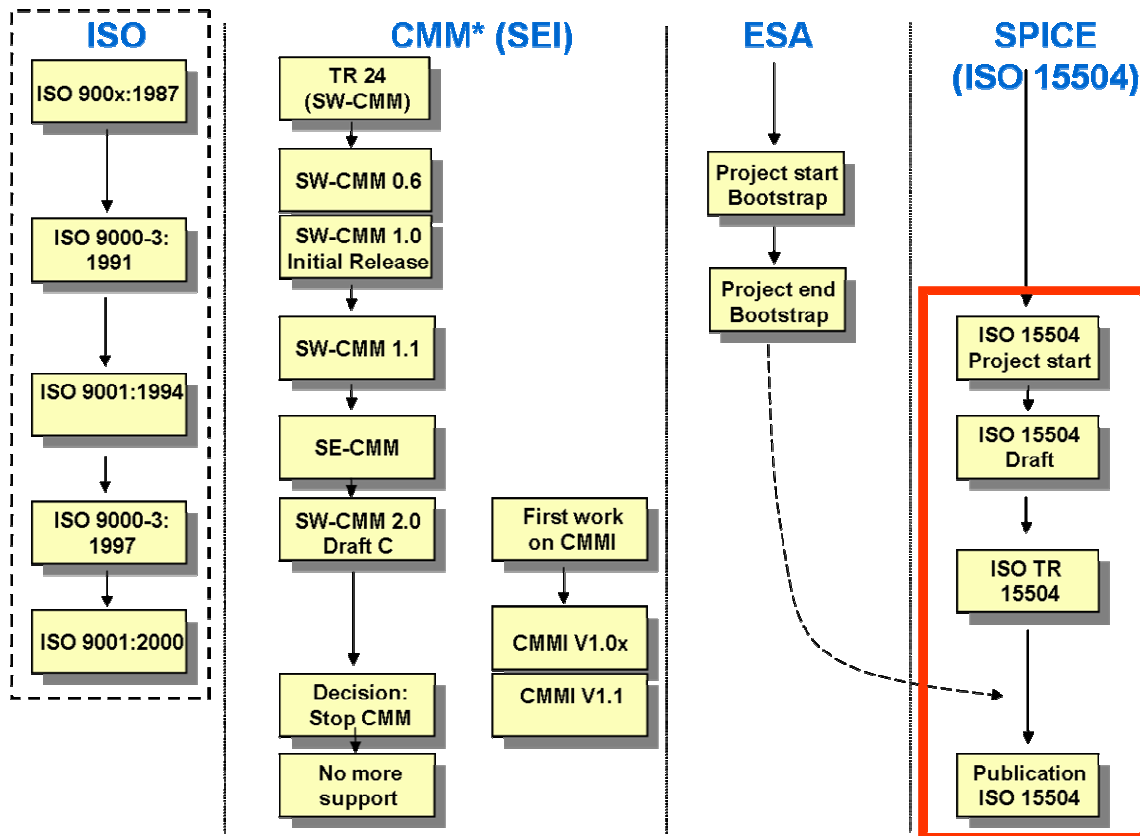 ISO
ISO 900x:1987
ISO 9000-3:
1991
ISO 9001:1994
ISO 9000-3:
1997
ISO 9001:2000
CMM* (SEI)
TR 24
(SW-CMM)
SW-CMM 0.6
SW-CMM 1.0
Initial Release
SW-CMM 1.1
SE-CMM
SW-CMM 2.0
Draft C
Decision:
Stop CMM
No more
support
First work
on CMMI
CMMI V1.0x
CMMI V1.1
ESA
Project start
Bootstrap
Project end
Bootstrap
SPICE
(ISO 15504)
ISO 15504
Project start
ISO 15504
Draft
ISO TR
15504
Publication
ISO 15504